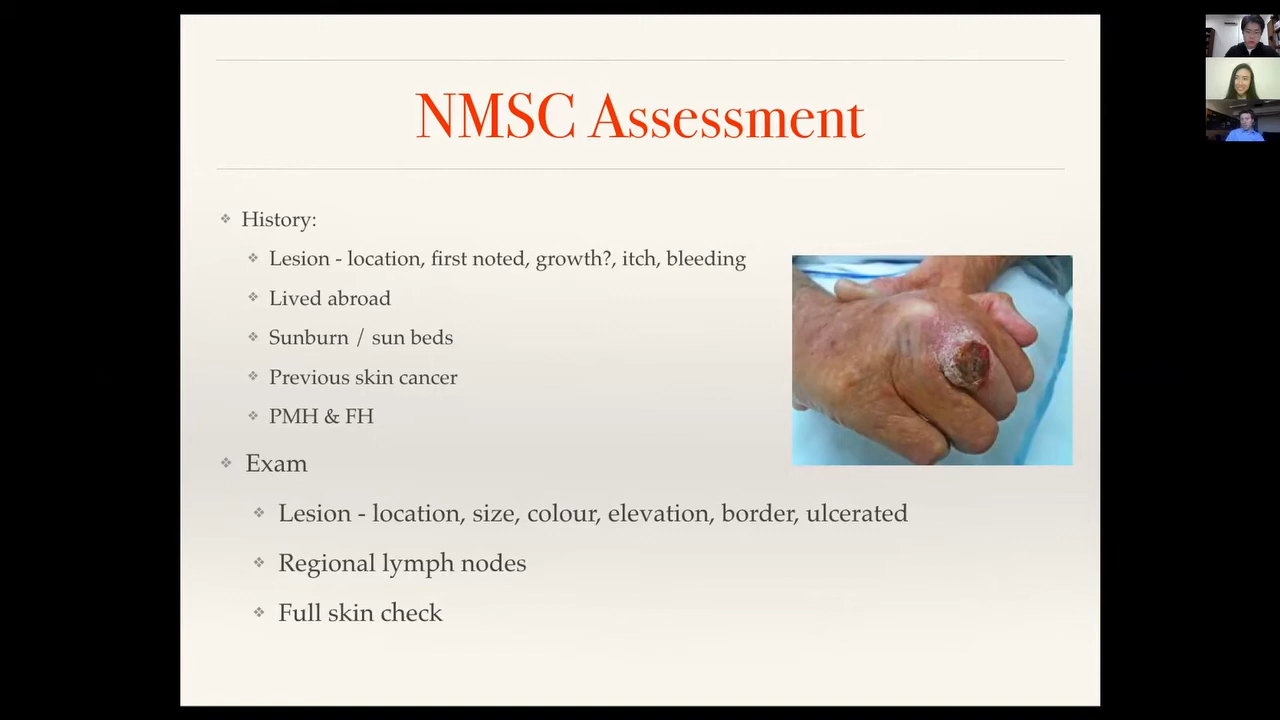 NMSC Assessment
History:
Lesion - location, first noted, growth?, itch, bleeding
Lived abroad
Sunburn / sun beds
Previous skin cancer
PMH & FH
Exam
Lesion - location, size, colour, elevation, border, ulcerated
Regional lymph nodes
Full skin check